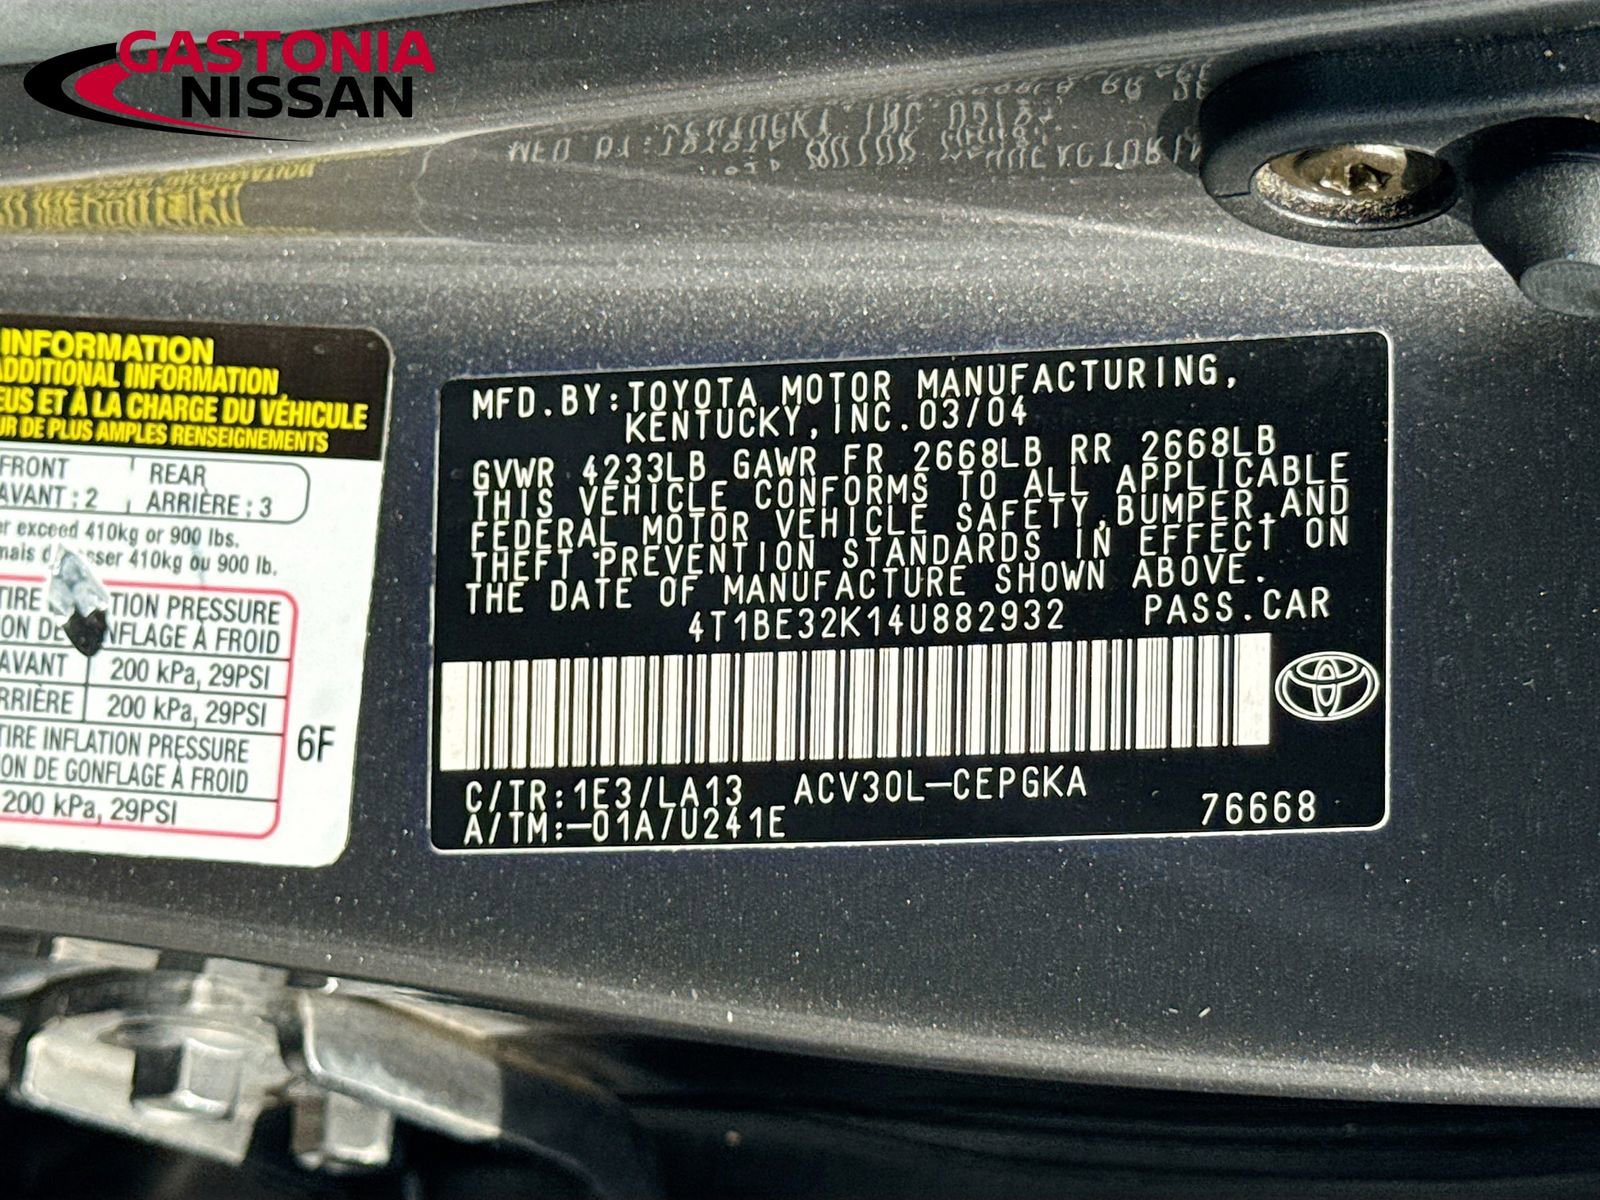 GASTONIA
NISSAN
INFORMATION
ADDITIONAL INFORMATION
EUS ET À LA CHARGE DU VÉHICULE
UR DE PLUS AMPLES RENSEIGNEMENTS
FRONT REAR
AVANT : 2 ARRIÈRE : 3
er exceed 410kg or 900 lbs.
mais sser 410kg ou 900 lb.
TIRE TION PRESSURE
ON DE NFLAGE À FROID
AVANT 200 kPa, 29PSI
RRIÈRE 200 kPa, 29PSI
TIRE INFLATION PRESSURE
ON DE GONFLAGE À FROID
200 kPa, 29PSI
6F
MFD.BY:TOYOTA MOTOR MANUFACTURING,
KENTUCKY,INC.03/04
GVWR 4233LB GAWR FR 2668LB RR 2668LB
THIS VEHICLE CONFORMS TO ALL APPLICABLE
FEDERAL MOTOR VEHICLE SAFETY,BUMPER,AND
THEFT PREVENTION STANDARDS IN EFFECT ON
THE DATE OF MANUFACTURE SHOWN ABOVE.
4T1BE32K14U882932 PASS.CAR
C/TR:1E3/LA13 ACV30L-CEPGKA
A/TM:-01A/U241E 76668